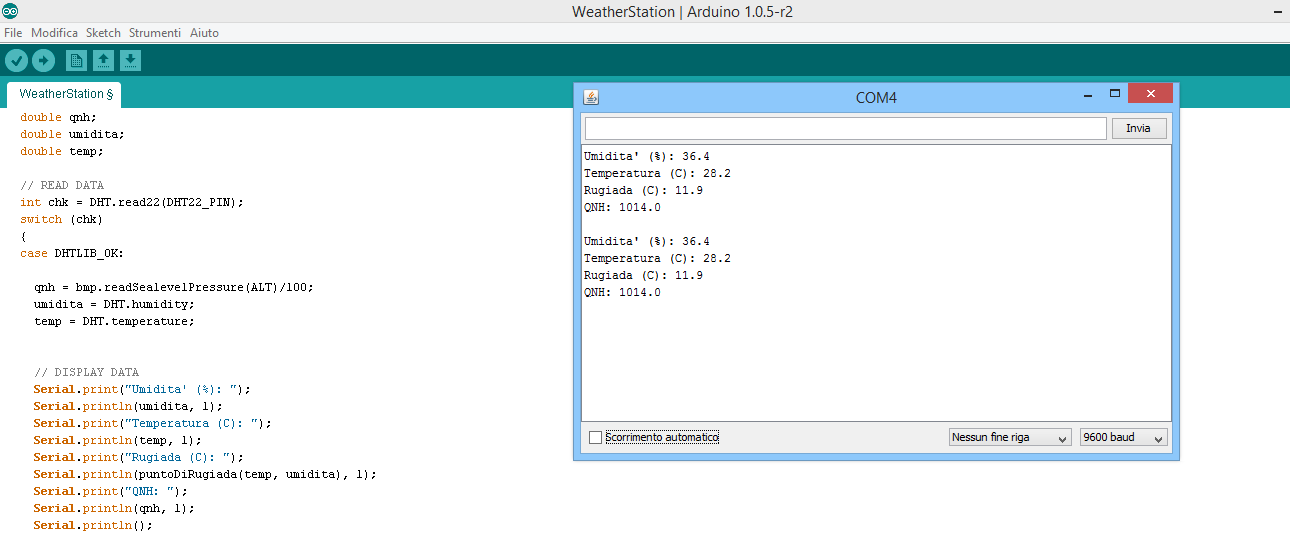 WeatherStation | Arduino 1.0.5-r2
File Modifica Sketch Strumenti Aiuto
WeatherStation §
double qnh;
double umidita;
double temp;
// READ DATA
int chk = DHT.read22(DHT22_PIN);
switch (chk)
{
case DHTLIB_OK:
qnh = bmp.readSealevelPressure(ALT)/100;
umidita = DHT.humidity;
temp = DHT.temperature;
// DISPLAY DATA
Serial.print("Umidita' (%): ");
Serial.println(umidita, 1);
Serial.print("Temperatura (C): ");
Serial.println(temp, 1);
Serial.print("Rugiada (C): ");
Serial.println(puntoDiRugiada(temp, umidita), 1);
Serial.print("QNH: ");
Serial.println(qnh, 1);
Serial.println();
COM4
Invia
Umidita' (%): 36.4
Temperatura (C): 28.2
Rugiada (C): 11.9
QNH: 1014.0
Umidita' (%): 36.4
Temperatura (C): 28.2
Rugiada (C): 11.9
QNH: 1014.0
Scorrimento automatico
Nessun fine riga
9600 baud